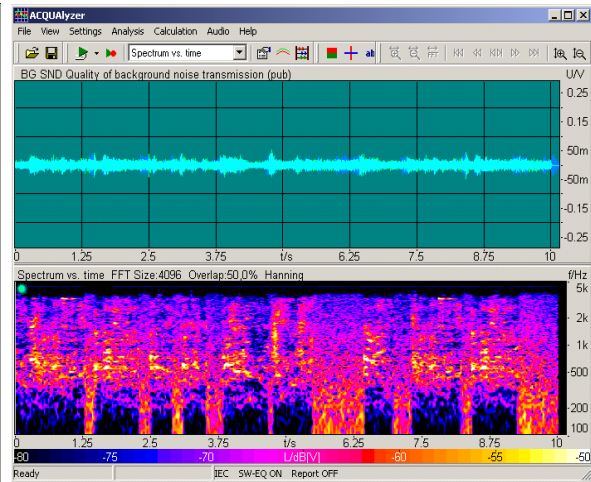 ACQUAlyzer
File View Settings Analysis Calculation Audio Help
Spectrum vs. time
ab
BG SND Quality of background noise transmission (pub) U/V
0.25
0.15
50m
-50m
-0.15
-0.25
0 1.25 2.5 3.75 t/s 6.25 7.5 8.75 10
Spectrum vs. time FFT Size:4096 Overlap:50,0% Hanning f/Hz
5k
2k
1k
500
200
100
0 1.25 2.5 3.75 t/s 6.25 7.5 8.75 10
-80 -75 -70 L/dB[V] -60 -55 -50
Ready IEC SW-EQ ON Report OFF